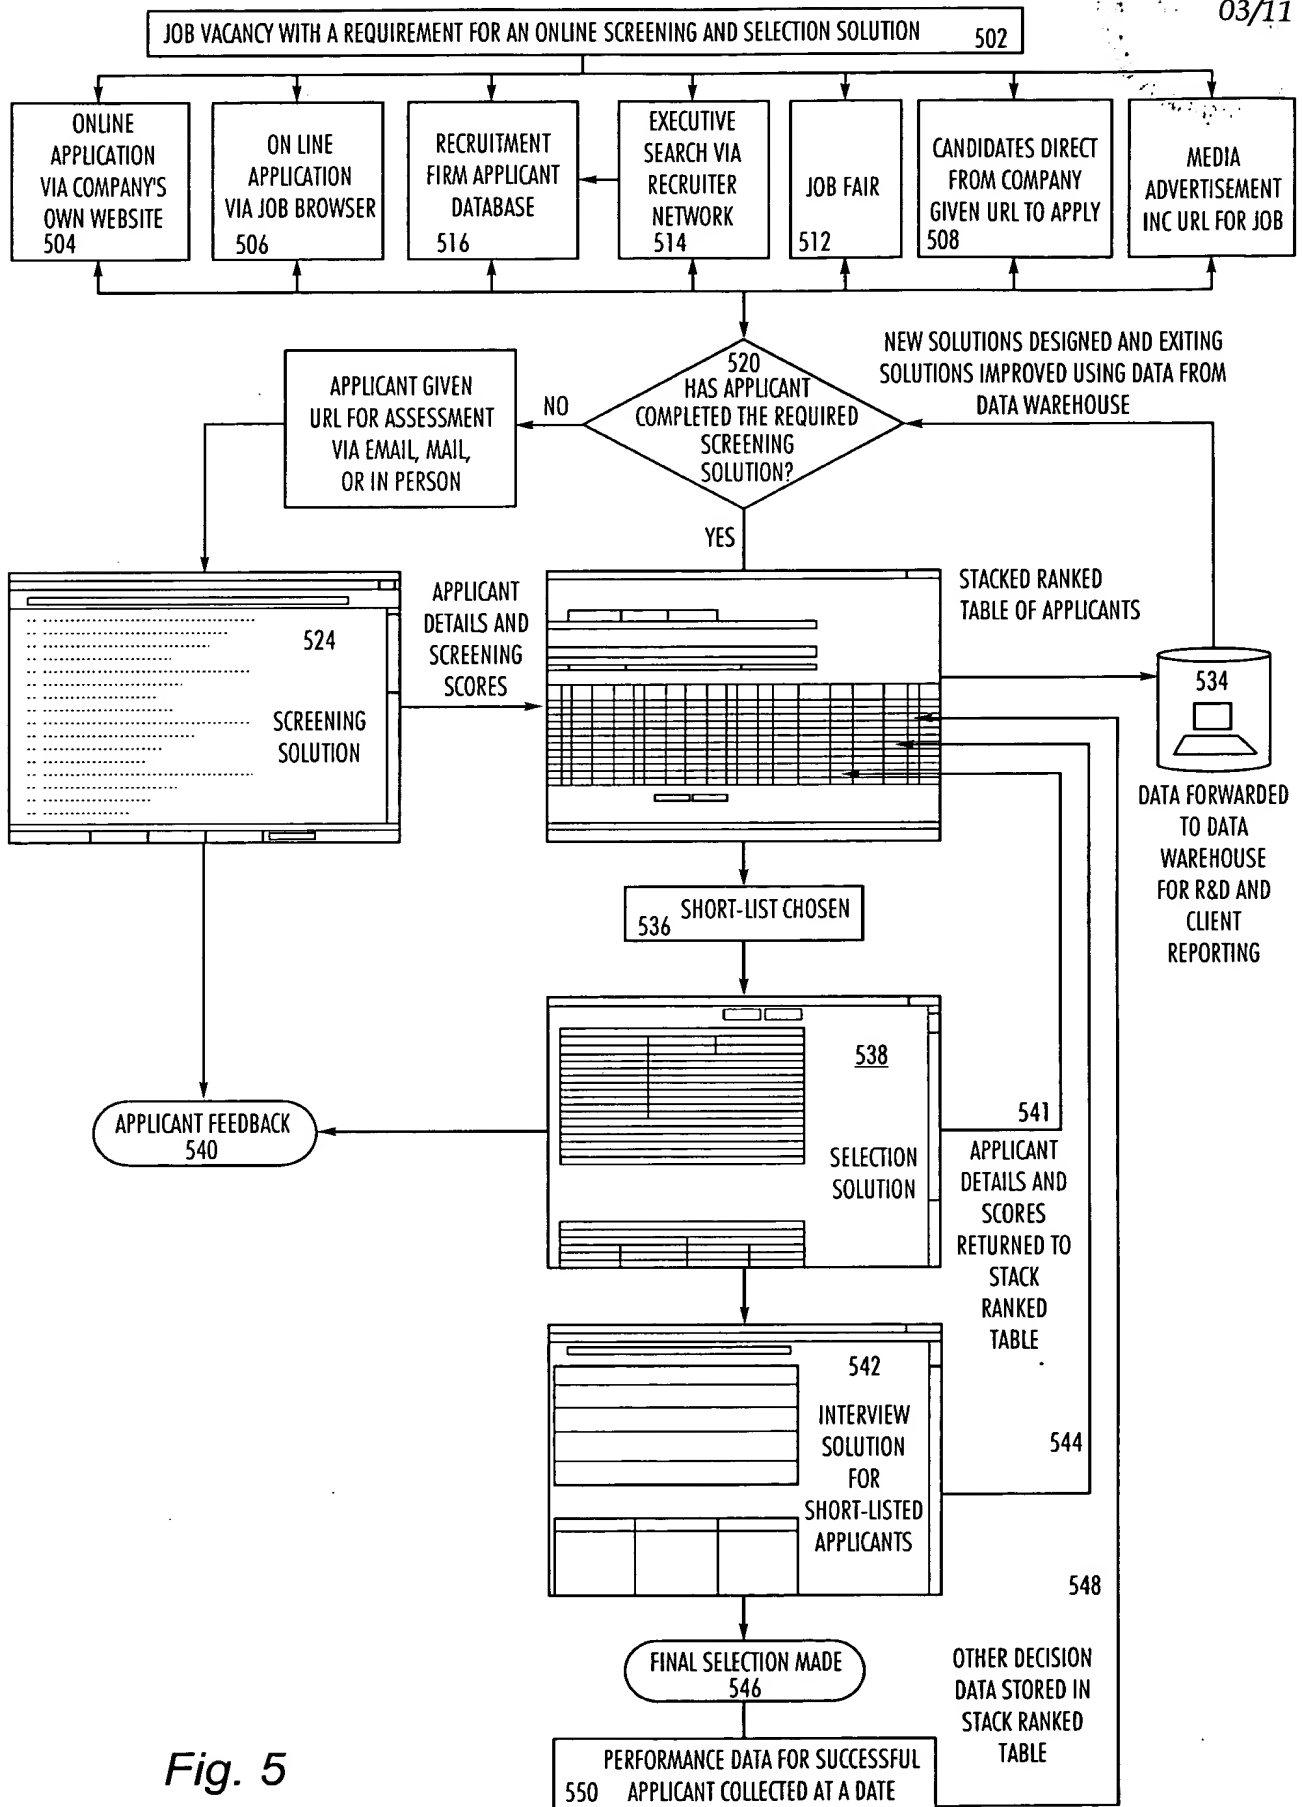 03/11
JOB VACANCY WITH A REQUIREMENT FOR AN ONLINE SCREENING AND SELECTION SOLUTION 502
ONLINE
APPLICATION
VIA COMPANY'S
OWN WEBSITE
504
ON LINE
APPLICATION
VIA JOB BROWSER
506
RECRUITMENT
FIRM APPLICANT
DATABASE
516
EXECUTIVE
SEARCH VIA
RECRUITER
NETWORK
514
JOB FAIR
512
CANDIDATES DIRECT
FROM COMPANY
GIVEN URL TO APPLY
508
MEDIA
ADVERTISEMENT
INC URL FOR JOB
520
HAS APPLICANT
COMPLETED THE REQUIRED
SCREENING
SOLUTION?
NO
APPLICANT GIVEN
URL FOR ASSESSMENT
VIA EMAIL, MAIL,
OR IN PERSON
NEW SOLUTIONS DESIGNED AND EXITING
SOLUTIONS IMPROVED USING DATA FROM
DATA WAREHOUSE
YES
524
SCREENING
SOLUTION
APPLICANT
DETAILS AND
SCREENING
SCORES
STACKED RANKED
TABLE OF APPLICANTS
534
DATA FORWARDED
TO DATA
WAREHOUSE
FOR R&D AND
CLIENT
REPORTING
SHORT-LIST CHOSEN
536
538
SELECTION
SOLUTION
APPLICANT FEEDBACK
540
541
APPLICANT
DETAILS AND
SCORES
RETURNED TO
STACK
RANKED
TABLE
542
INTERVIEW
SOLUTION
FOR
SHORT-LISTED
APPLICANTS
544
548
FINAL SELECTION MADE
546
OTHER DECISION
DATA STORED IN
STACK RANKED
TABLE
PERFORMANCE DATA FOR SUCCESSFUL
550 APPLICANT COLLECTED AT A DATE
Fig. 5